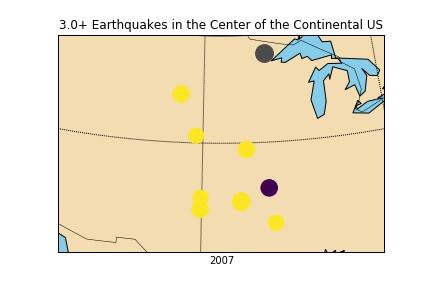 3.0+ Earthquakes in the Center of the Continental US
2007